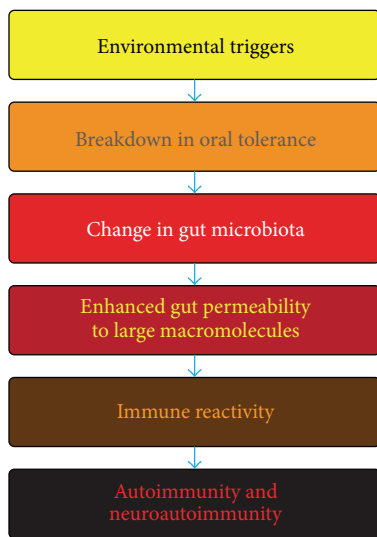 Environmental triggers
Breakdown in oral tolerance
Change in gut microbiota
Enhanced gut permeability
to large macromolecules
Immune reactivity
Autoimmunity and
neuroautoimmunity